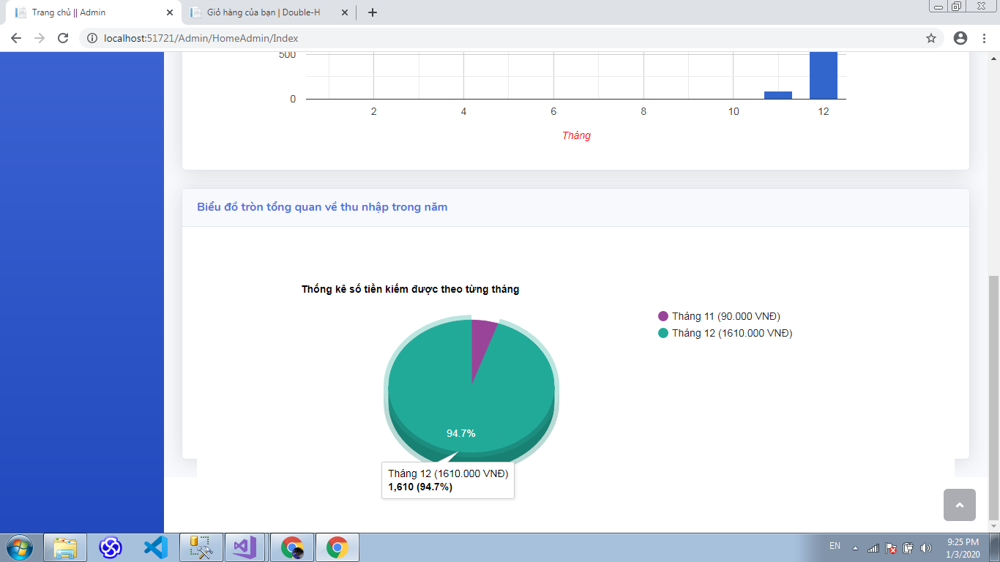 Trang chủ || Admin
Giỏ hàng của bạn | Double-H
localhost:51721/Admin/HomeAdmin/Index
500
0
2 4 6 8 10 12
Tháng
Biểu đồ tròn tổng quan về thu nhập trong năm
Thống kê số tiền kiếm được theo từng tháng
Tháng 11 (90.000 VNĐ)
Tháng 12 (1610.000 VNĐ)
94.7%
Tháng 12 (1610.000 VNĐ)
1,610 (94.7%)
EN
9:25 PM
1/3/2020